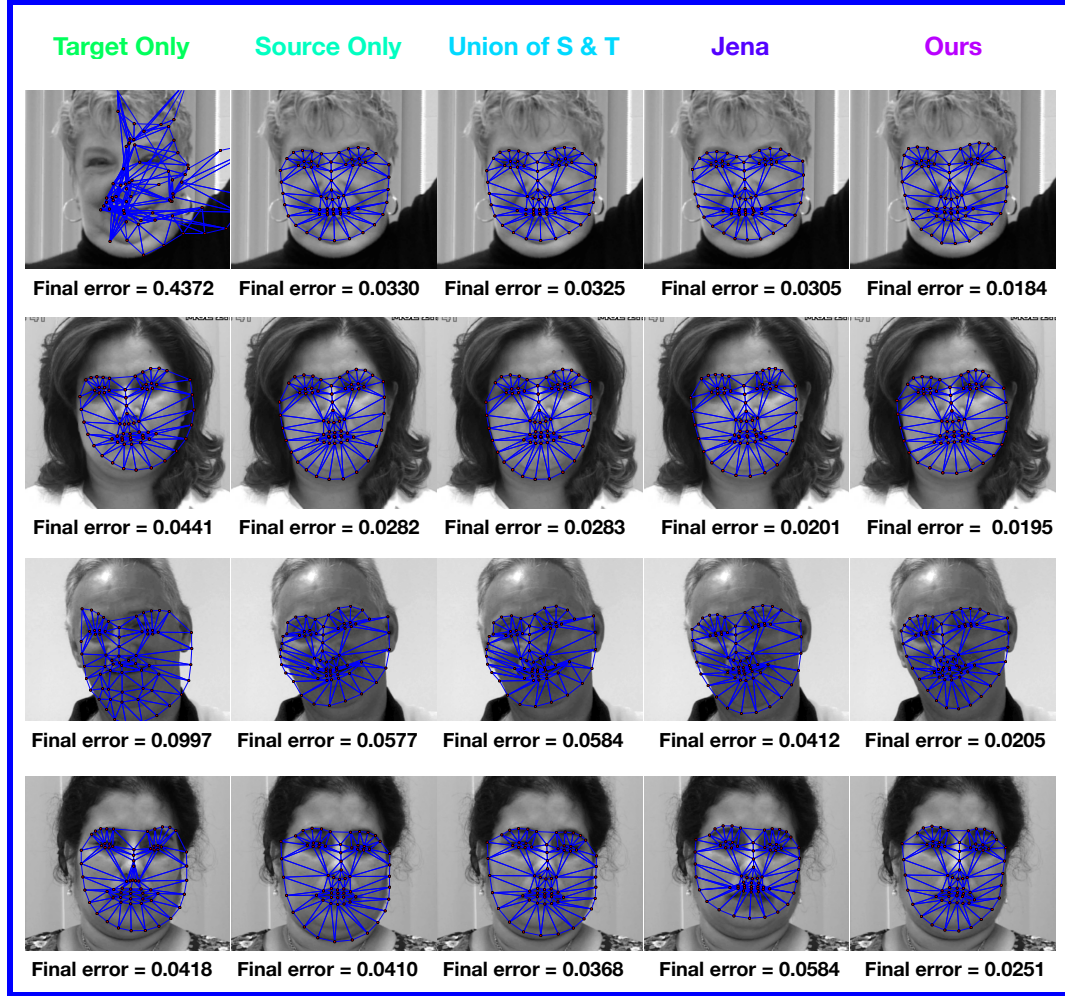 Target Only Source Only Union of S & T Jena Ours
Final error = 0.4372 Final error = 0.0330 Final error = 0.0325 Final error = 0.0305 Final error = 0.0184
Final error = 0.0441 Final error = 0.0282 Final error = 0.0283 Final error = 0.0201 Final error =  0.0195
Final error = 0.0997 Final error = 0.0577 Final error = 0.0584 Final error = 0.0412 Final error = 0.0205
Final error = 0.0418 Final error = 0.0410 Final error = 0.0368 Final error = 0.0584 Final error = 0.0251